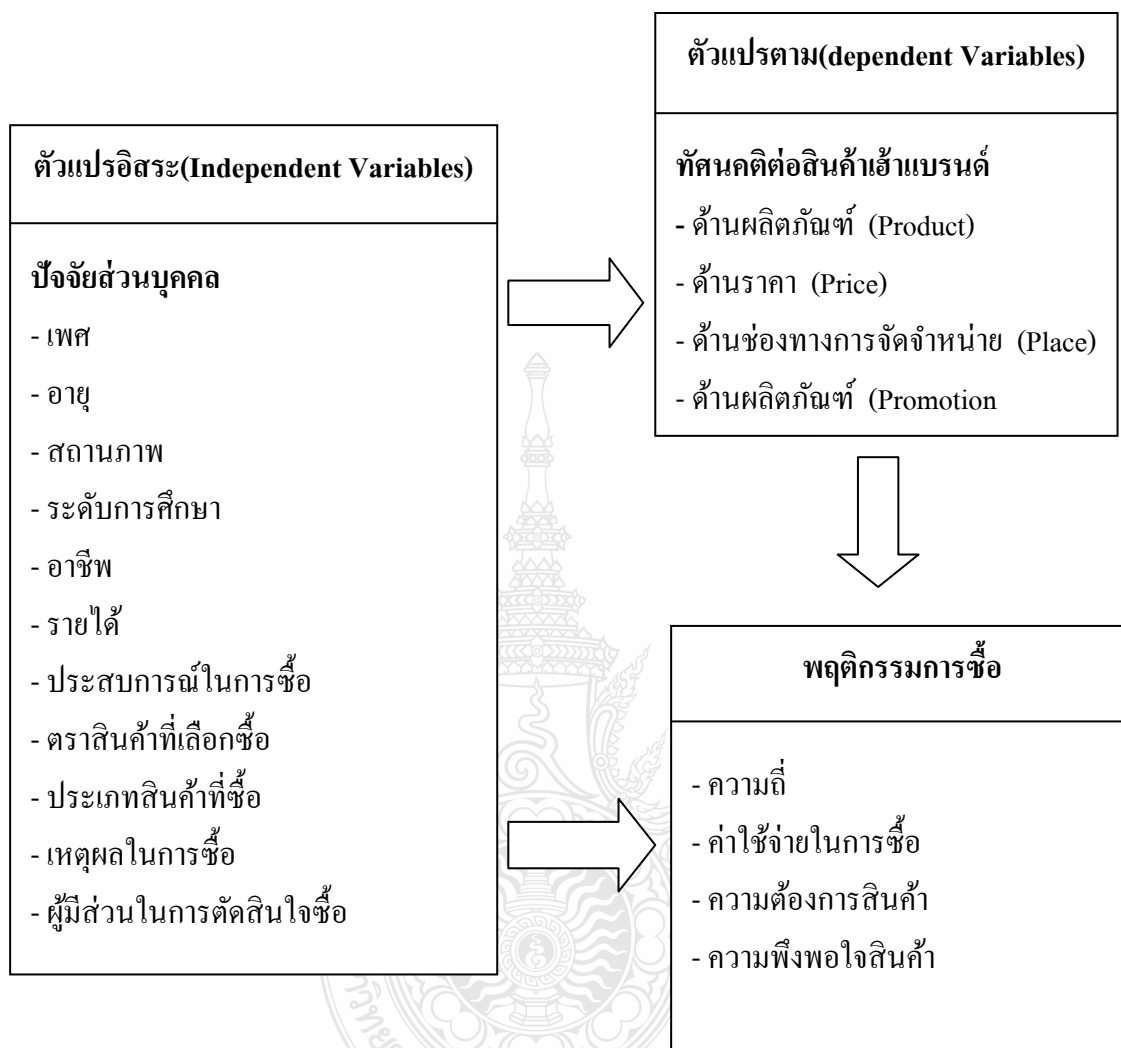 ตัวแปรอิสระ(Independent Variables)
ปัจจัยส่วนบุคคล
- เพศ
- อายุ
- สถานภาพ
- ระดับการศึกษา
- อาชีพ
- รายได้
- ประสบการณ์ในการซื้อ
- ตราสินค้าที่เลือกซื้อ
- ประเภทสินค้าที่ซื้อ
- เหตุผลในการซื้อ
- ผู้มีส่วนในการตัดสินใจซื้อ
ตัวแปรตาม(dependent Variables)
ทัศนคติต่อสินค้าเฮ้าแบรนด์
- ด้านผลิตภัณฑ์ (Product)
- ด้านราคา (Price)
- ด้านช่องทางการจัดจำหน่าย (Place)
- ด้านผลิตภัณฑ์ (Promotion
พฤติกรรมการซื้อ
- ความถี่
- ค่าใช้จ่ายในการซื้อ
- ความต้องการสินค้า
- ความพึงพอใจสินค้า